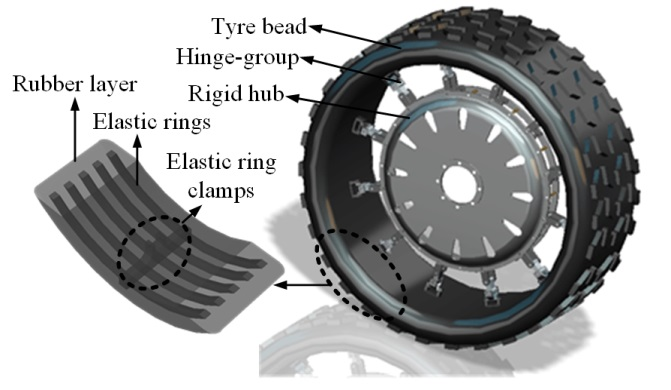 Tyre bead
Hinge-group
Rigid hub
Rubber layer
Elastic rings
Elastic ring
clamps